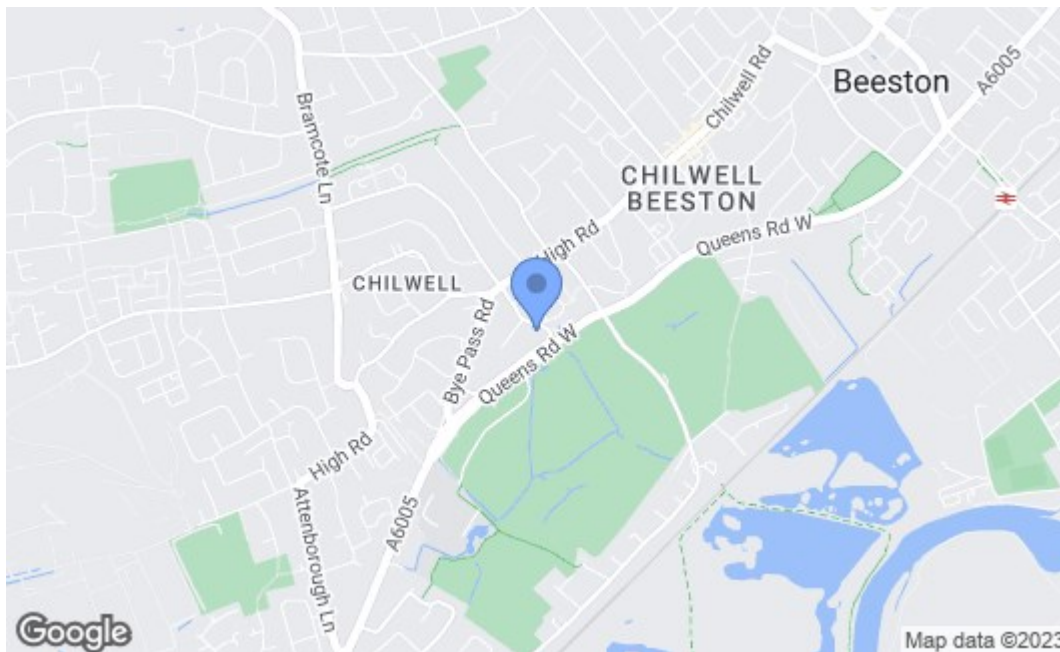 Beeston
A6005
Chilwell Rd
Bramcote Ln
CHILWELL
BEESTON
Queens Rd W
High Rd
CHILWELL
Bye Pass Rd
Queens Rd W
High Rd
Attenborough Ln
A6005
Google
Map data ©2023